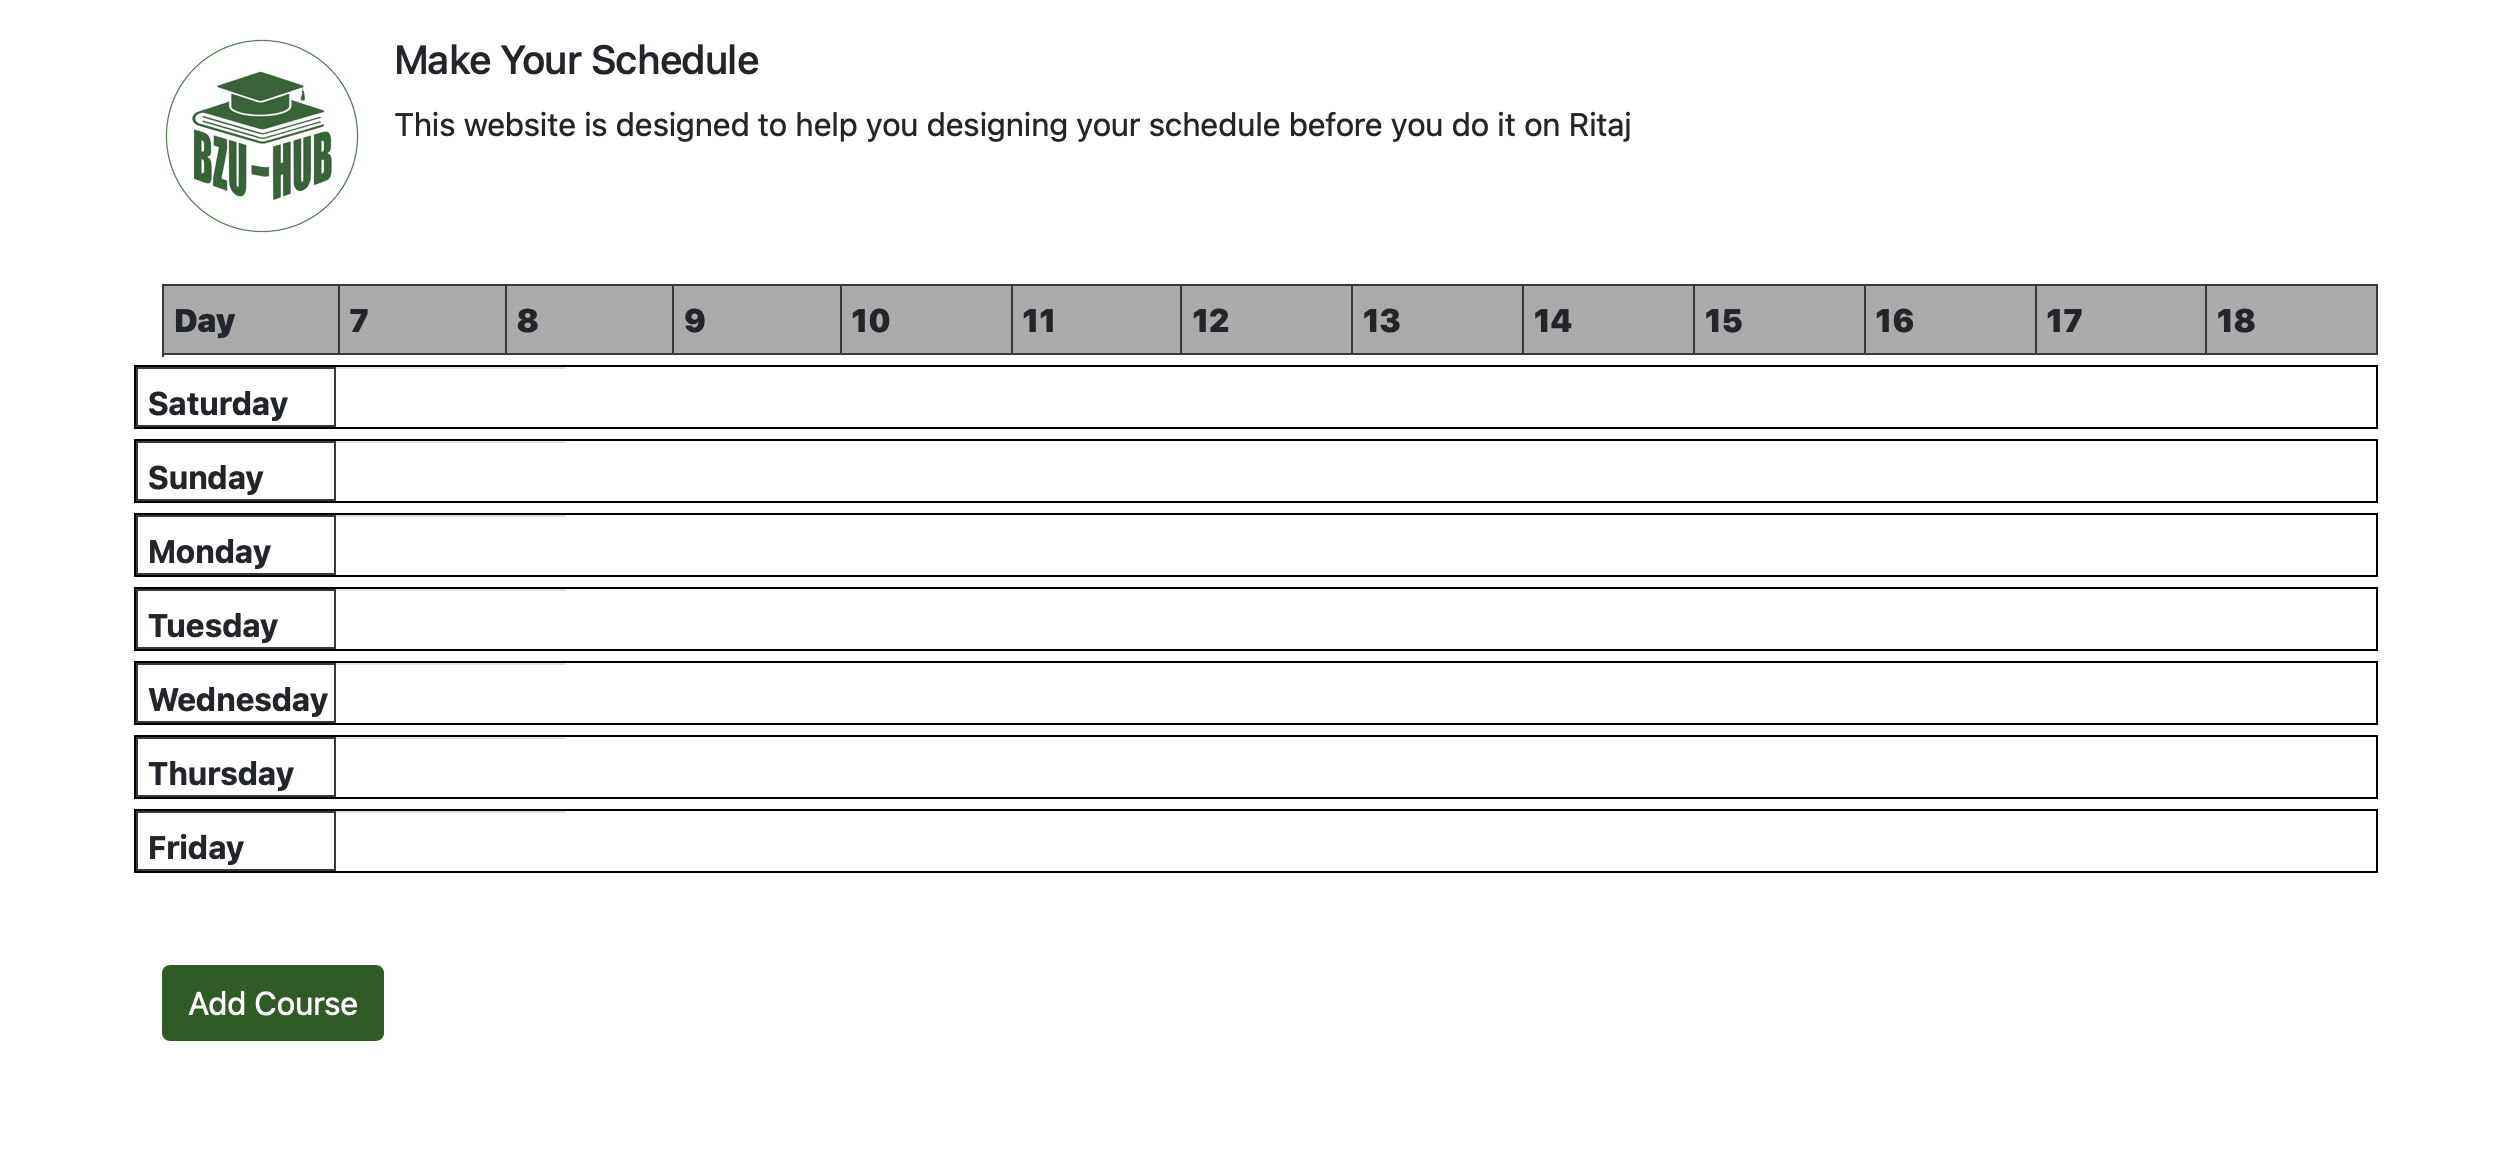 BZU-HUB
Make Your Schedule
This website is designed to help you designing your schedule before you do it on Ritaj
Day 7 8 9 10 11 12 13 14 15 16 17 18
Saturday
Sunday
Monday
Tuesday
Wednesday
Thursday
Friday
Add Course